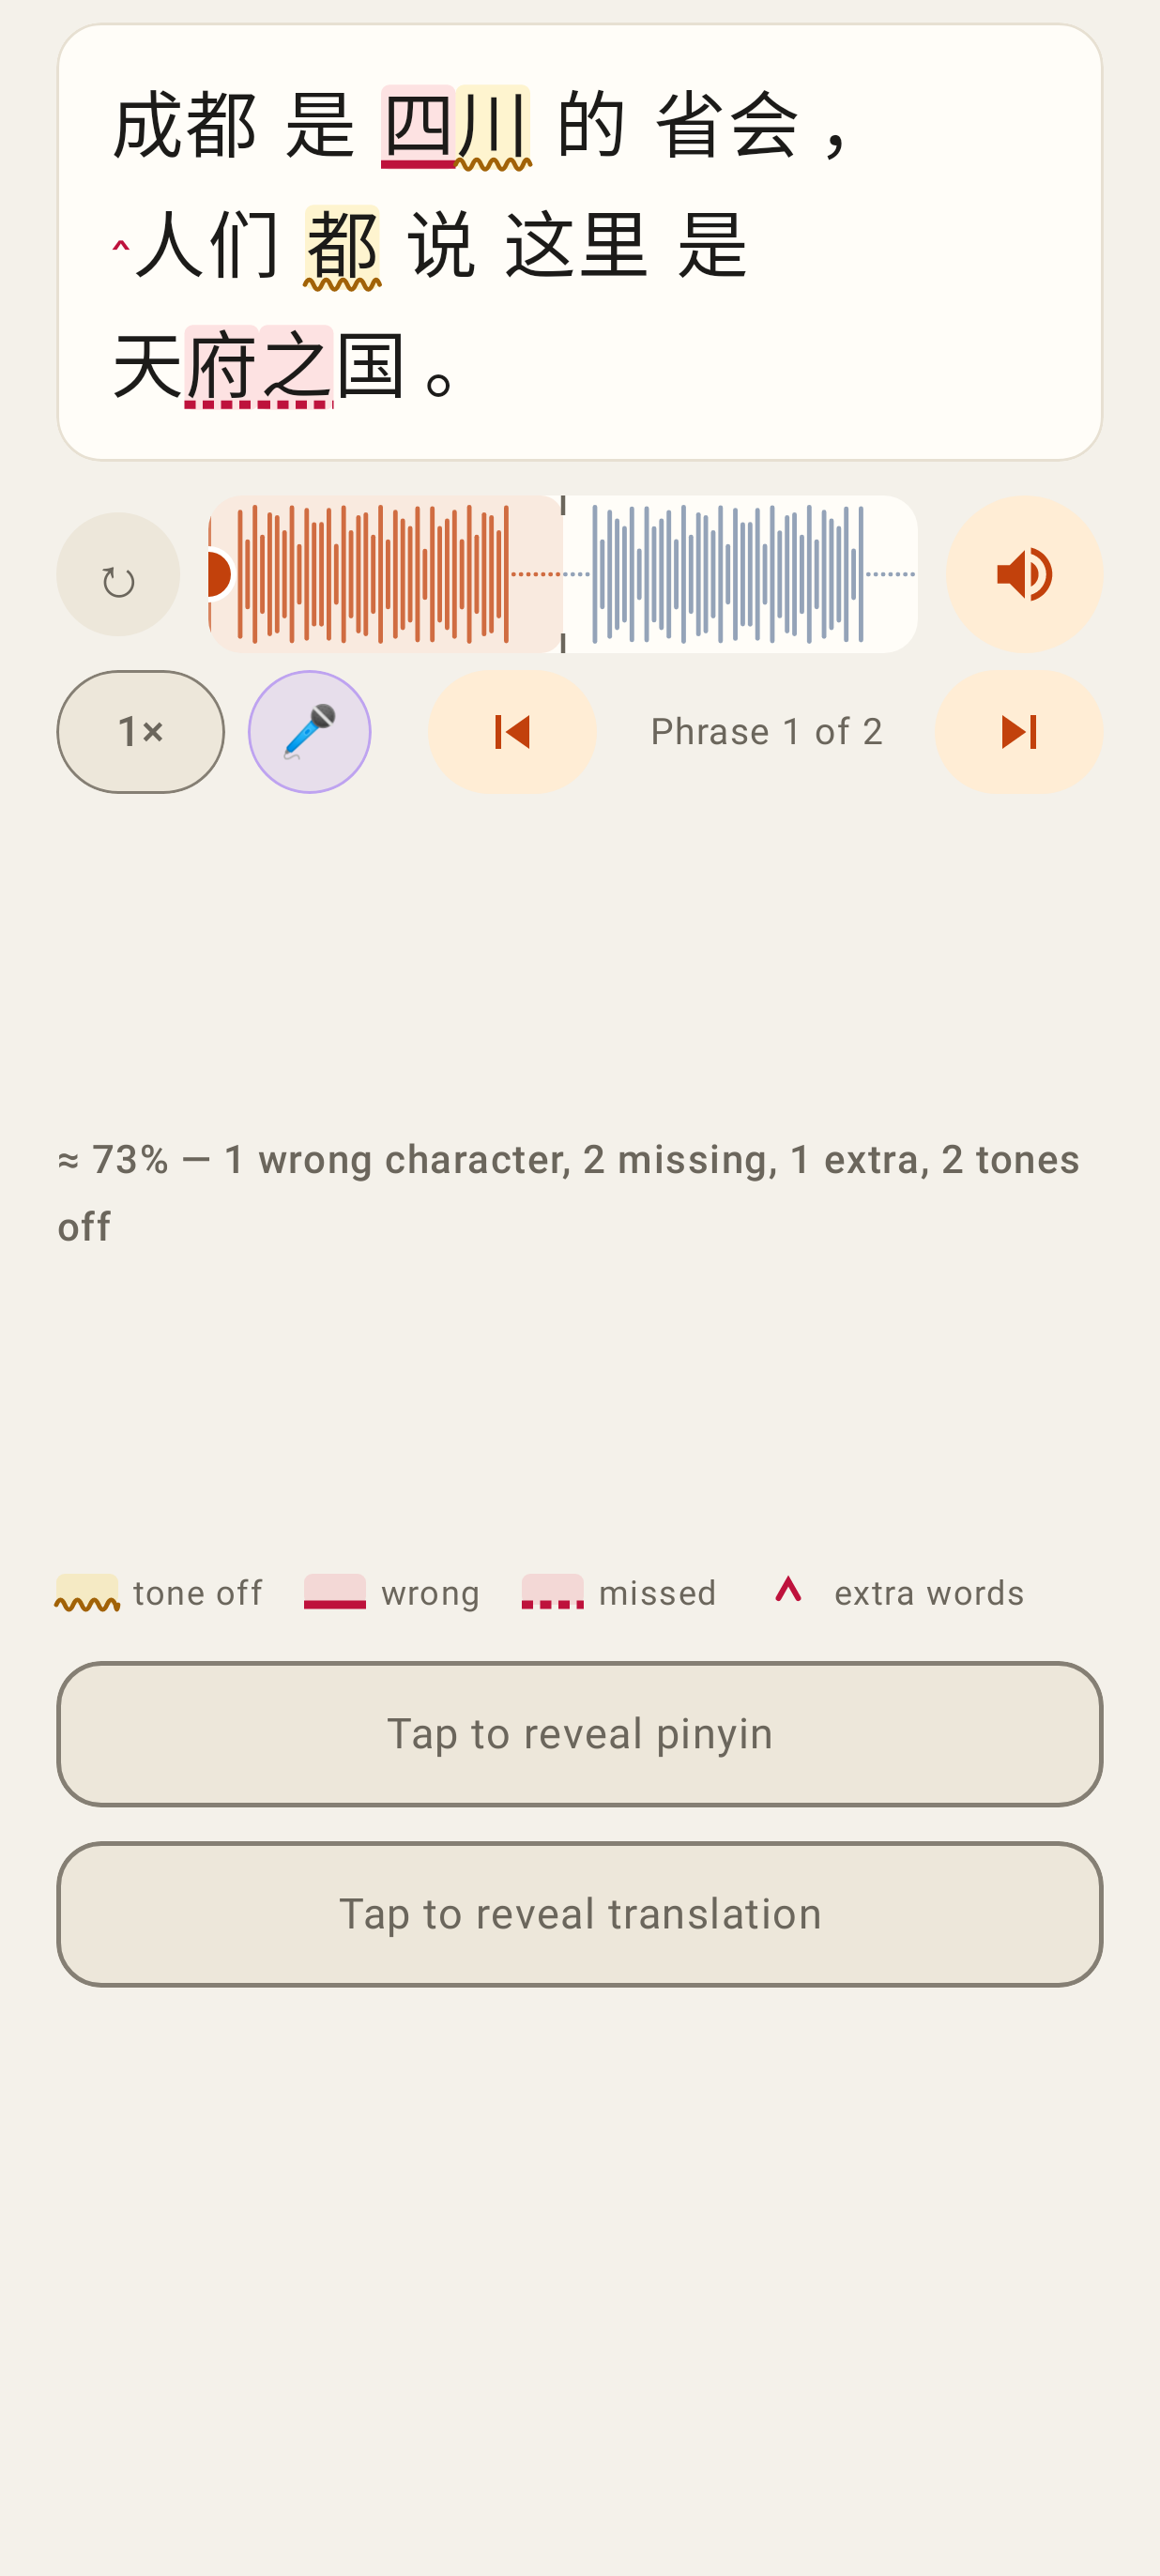 成都 是 四川 的 省会 ，
^人们 都 说 这里 是
天府之国 。
1×
Phrase 1 of 2
≈ 73% — 1 wrong character, 2 missing, 1 extra, 2 tones
off
tone off wrong missed ^ extra words
Tap to reveal pinyin
Tap to reveal translation